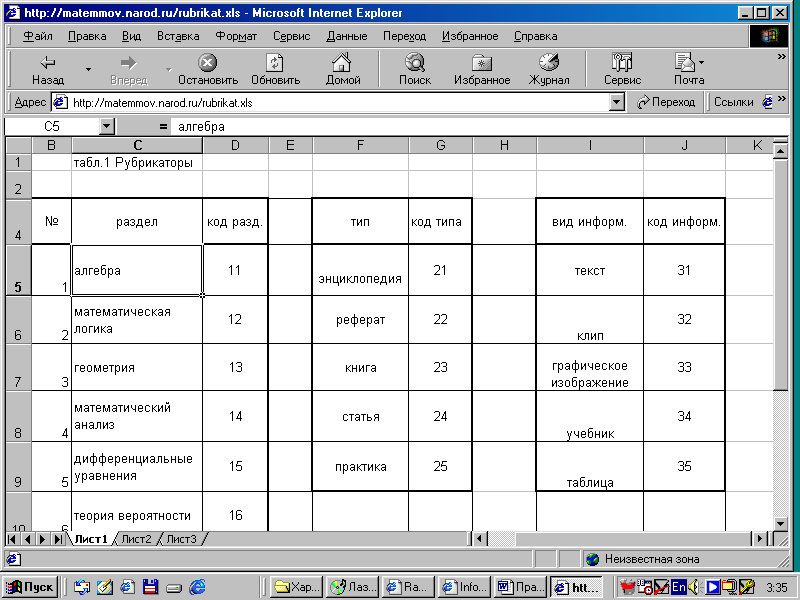 http://matemmov.narod.ru/rubrikat.xls - Microsoft Internet Explorer
Файл Правка Вид Вставка Формат Сервис Данные Переход Избранное Справка
Назад Вперед Остановить Обновить Домой Поиск Избранное Журнал Сервис Почта
Адрес http://matemmov.narod.ru/rubrikat.xls Переход Ссылки
C5 = алгебра
B C D E F G H I J K
1 табл.1 Рубрикаторы
2
4 № раздел код разд. тип код типа вид информ. код информ.
5 1 алгебра 11 энциклопедия 21 текст 31
6 2 математическая логика 12 реферат 22 клип 32
7 3 геометрия 13 книга 23 графическое изображение 33
8 4 математический анализ 14 статья 24 учебник 34
9 5 дифференциальные уравнения 15 практика 25 таблица 35
10 6 теория вероятности 16
Лист1 Лист2 Лист3
Неизвестная зона
Пуск Хар... Лаз... Ra... Info... Пра... htt... En 3:35